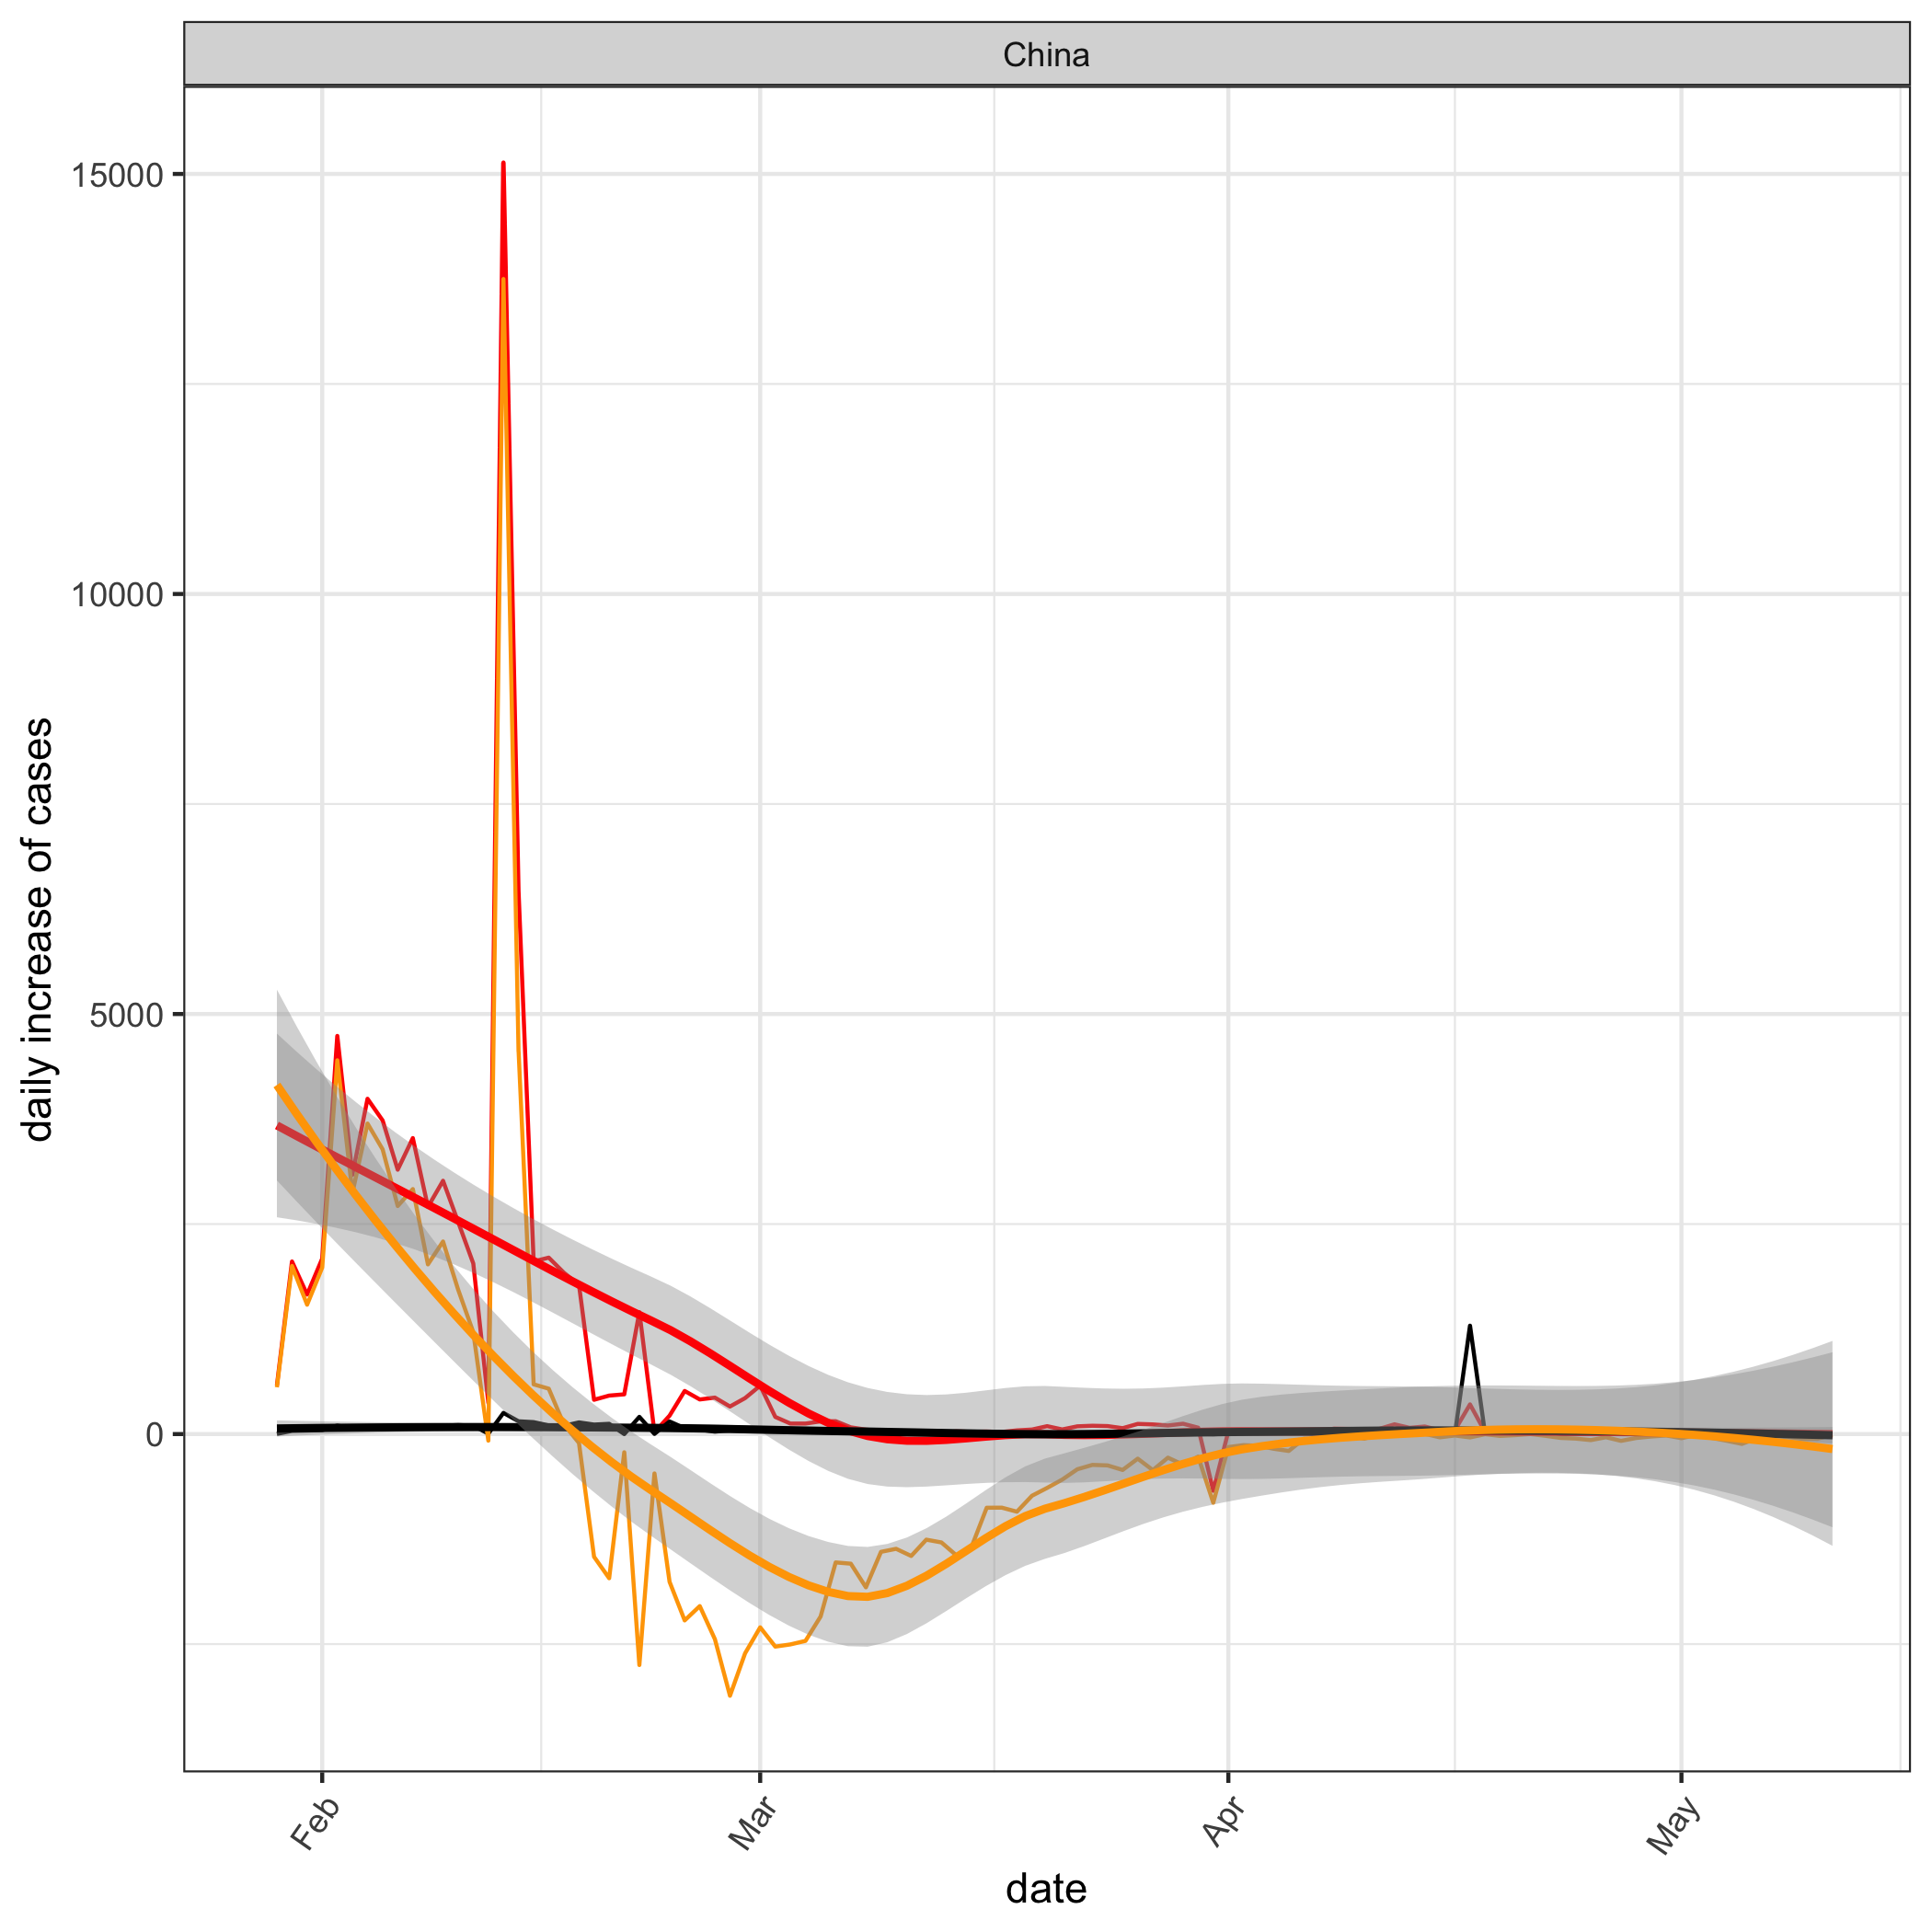 China
15000
10000
5000
0
daily increase of cases
Feb
Mar
Apr
May
date